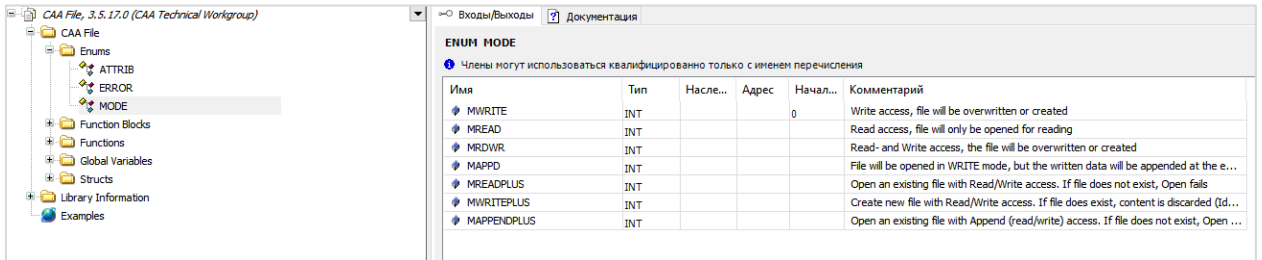 CAA File, 3.5.17.0 (CAA Technical Workgroup)
CAA File
Enums
ATTRIB
ERROR
MODE
Function Blocks
Functions
Global Variables
Structs
Library Information
Examples
Входы/Выходы Документация
ENUM MODE
Члены могут использоваться квалифицированно только с именем перечисления
Имя Тип Насле... Адрес Начал... Комментарий
MWRITE INT 0 Write access, file will be overwritten or created
MREAD INT Read access, file will only be opened for reading
MRDWR INT Read- and Write access, the file will be overwritten or created
MAPPD INT File will be opened in WRITE mode, but the written data will be appended at the e...
MREADPLUS INT Open an existing file with Read/Write access. If file does not exist, Open fails
MWRITEPLUS INT Create new file with Read/Write access. If file does exist, content is discarded (Id...
MAPPENDPLUS INT Open an existing file with Append (read/write) access. If file does not exist, Open ...